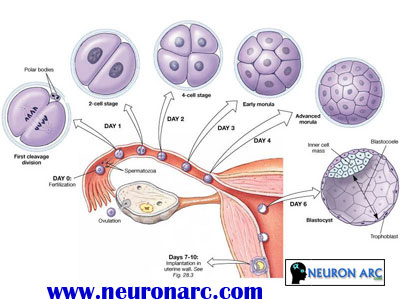 Polar bodies
2-cell stage
4-cell stage
Early morula
Advanced
morula
First cleavage
division
DAY 1
DAY 2
DAY 3
DAY 4
DAY 0:
Fertilization
Spermatozoa
Ovulation
Inner cell
mass
Blastocoele
DAY 6
Blastocyst
Trophoblast
Days 7-10:
Implantation in
uterine wall. See
Fig. 28.3
NEURON ARC
www.neuronarc.com